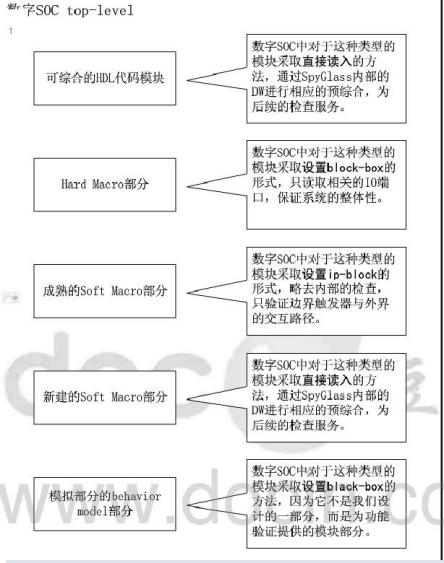 数字SOC top-level
1
可综合的HDL代码模块
数字SOC中对于这种类型的
模块采取直接读入的方
法，通过SpyGlass内部的
DW进行相应的预综合，为
后续的检查服务。
Hard Macro部分
数字SOC中对于这种类型的
模块采取设置block-box的
形式，只读取相关的IO端
口，保证系统的整体性。
成熟的Soft Macro部分
数字SOC中对于这种类型的
模块采取设置ip-block的
形式，略去内部的检查，
只验证边界触发器与外界
的交互路径。
新建的Soft Macro部分
数字SOC中对于这种类型的
模块采取直接读入的方
法，通过SpyGlass内部的
DW进行相应的预综合，为
后续的检查服务。
模拟部分的behavior
model部分
数字SOC中对于这种类型的
模块采取设置black-box的
方法，因为它不是我们设
计的一部分，而是为功能
验证提供的模块部分。